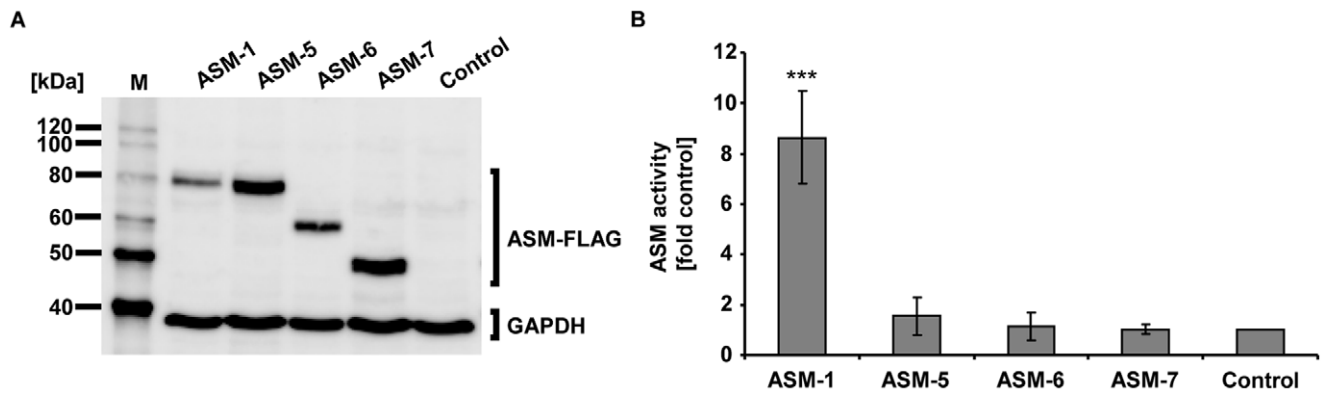 A
[kDa] M ASM-1 ASM-5 ASM-6 ASM-7 Control
120
100
80
60
50
40
ASM-FLAG
GAPDH
B
ASM activity
[fold control]
12
10
8
6
4
2
0
***
ASM-1 ASM-5 ASM-6 ASM-7 Control